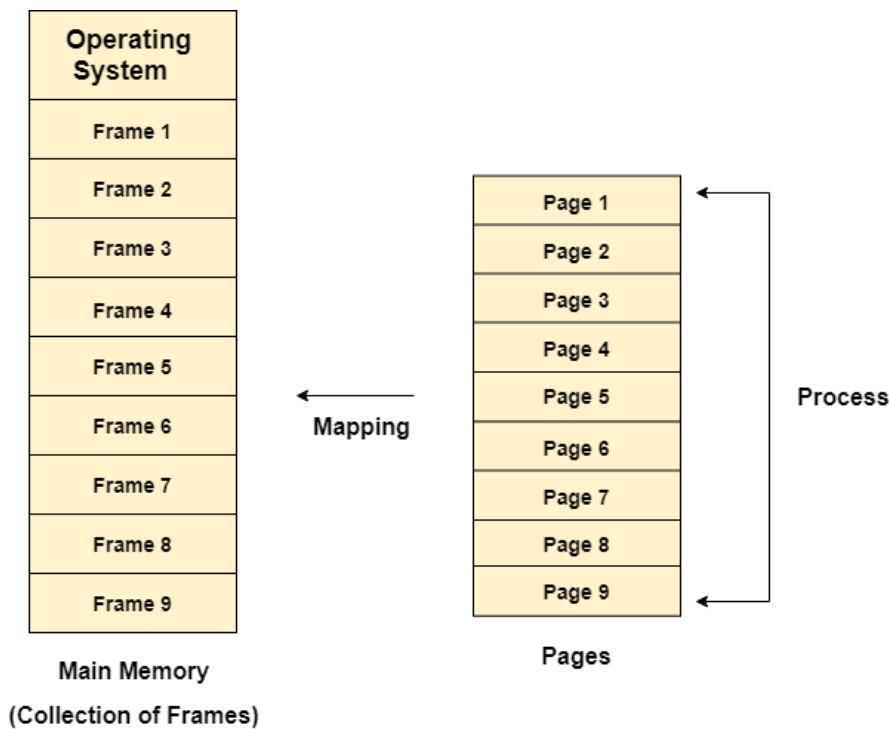 Operating
System
Frame 1
Frame 2
Frame 3
Frame 4
Frame 5
Frame 6
Frame 7
Frame 8
Frame 9
Main Memory
(Collection of Frames)
Mapping
Page 1
Page 2
Page 3
Page 4
Page 5
Page 6
Page 7
Page 8
Page 9
Pages
Process